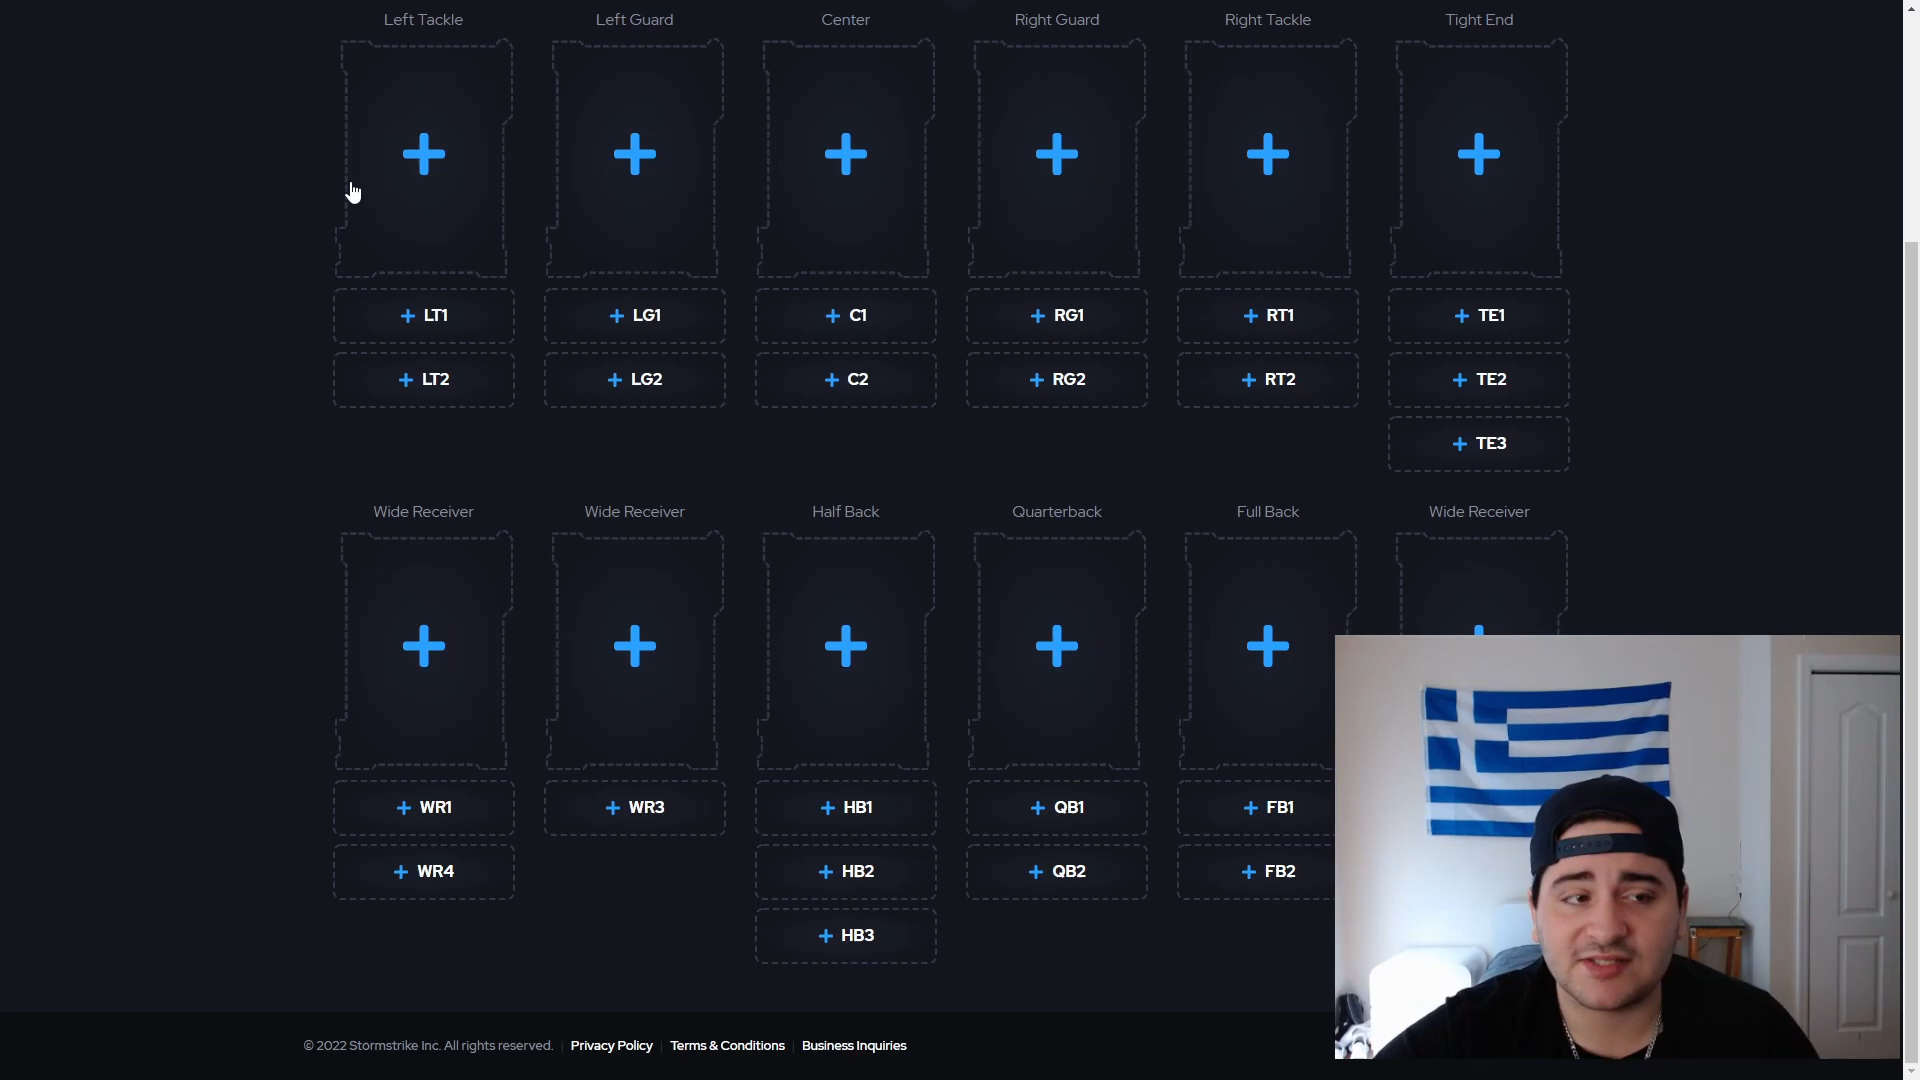 Left Tackle Left Guard Center Right Guard Right Tackle Tight End
LT1 LG1 C1 RG1 RT1 TE1
LT2 LG2 C2 RG2 RT2 TE2
TE3
Wide Receiver Wide Receiver Half Back Quarterback Full Back Wide Receiver
WR1 WR3 HB1 QB1 FB1
WR4 HB2 QB2 FB2
HB3
© 2022 Stormstrike Inc. All rights reserved. Privacy Policy Terms & Conditions Business Inquiries